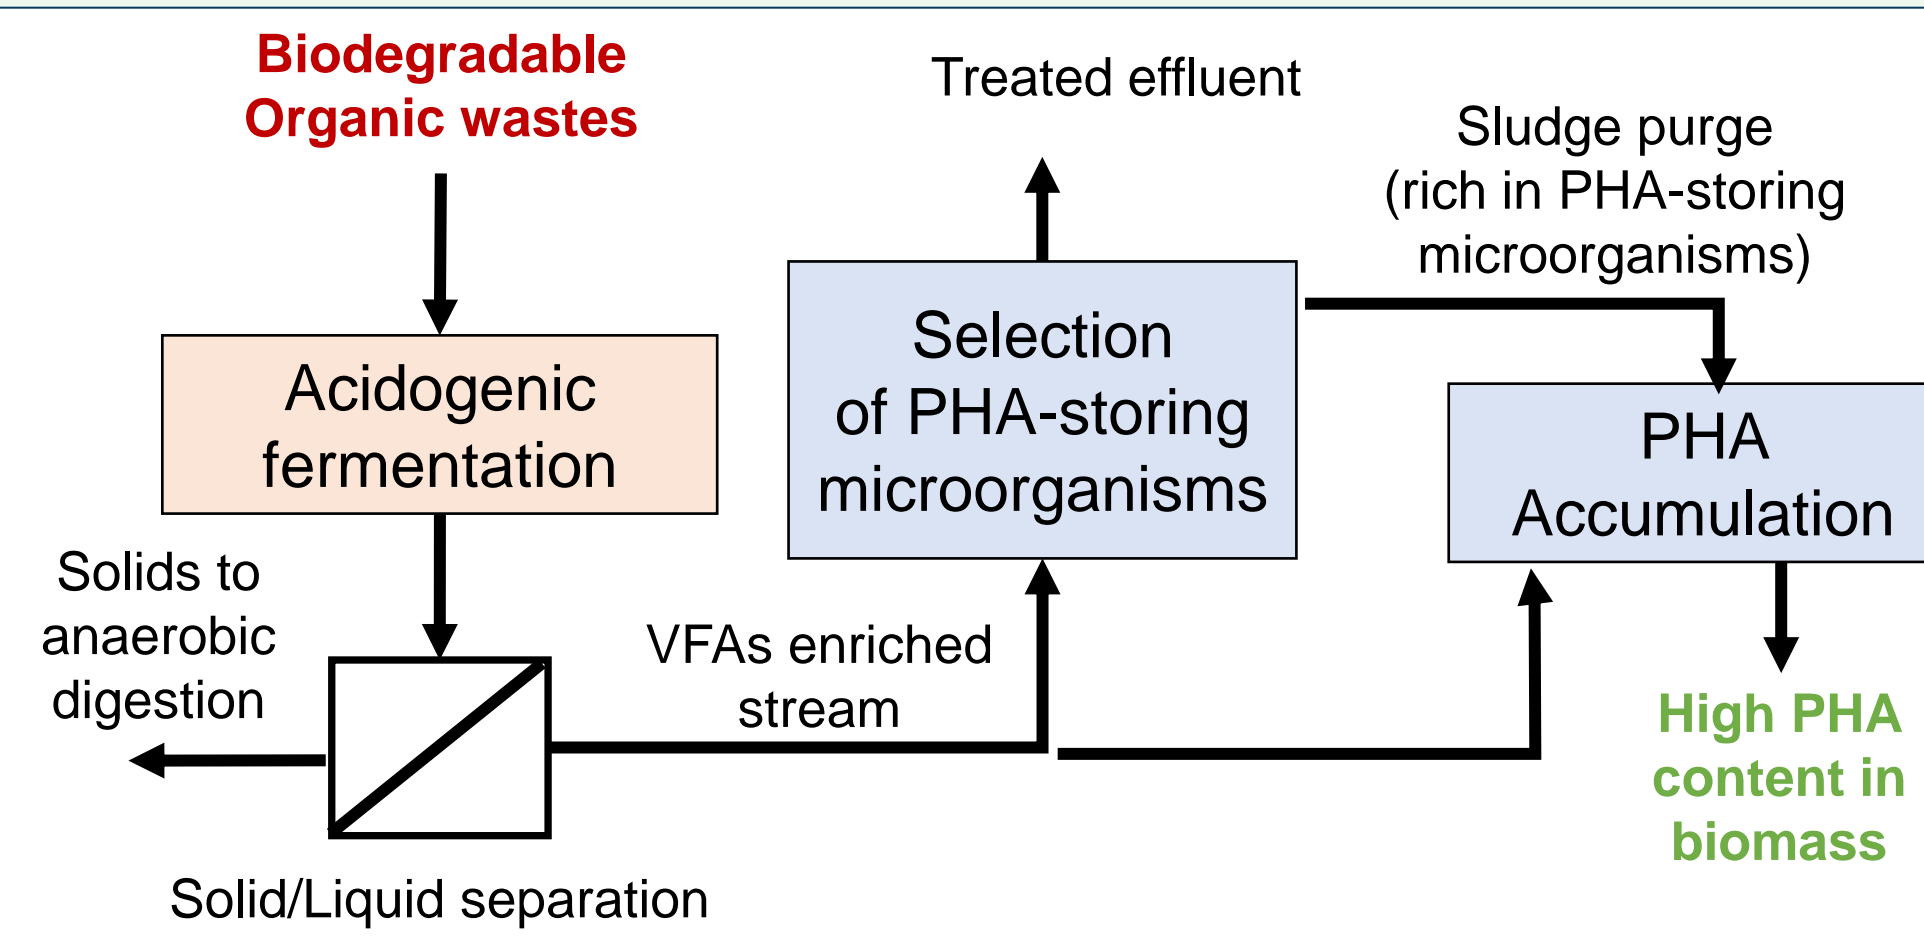 Biodegradable
Organic wastes
Treated effluent
Sludge purge
(rich in PHA-storing
microorganisms)
Acidogenic
fermentation
Selection
of PHA-storing
microorganisms
PHA
Accumulation
Solids to
anaerobic
digestion
VFAs enriched
stream
High PHA
content in
biomass
Solid/Liquid separation